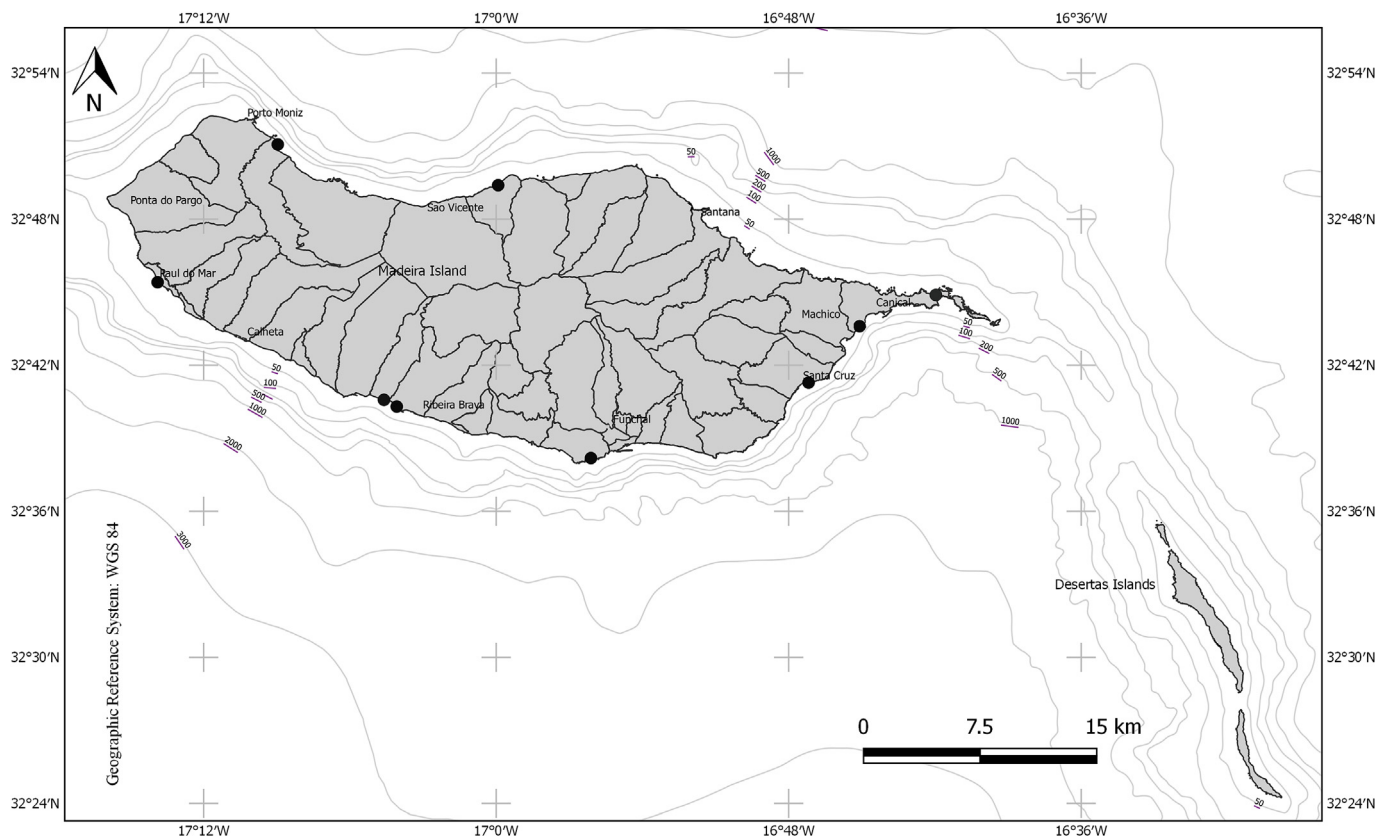 17°12′W 17°0′W 16°48′W 16°36′W
32°54′N 32°54′N
N
Porto Moniz
50
1000
500
200
100
Ponta do Pargo
Sao Vicente
Santana
32°48′N 32°48′N
50
Madeira Island
Paul do Mar
Canical
Machico
50
100
200
Calheta
32°42′N 32°42′N
50
100
500
1000
Santa Cruz
500
Ribeira Brava
Funchal
1000
2000
32°36′N 32°36′N
3000
Geographic Reference System: WGS 84
Desertas Islands
32°30′N 32°30′N
0 7.5 15 km
32°24′N 32°24′N
50
17°12′W 17°0′W 16°48′W 16°36′W